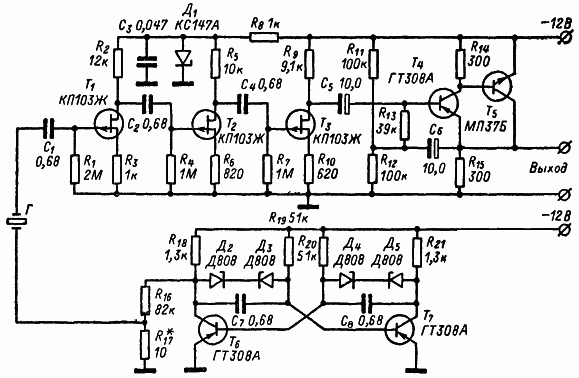 C₃ 0,047
Д₁ КС147А
R₈ 1к
−12В
R₂ 12к
R₅ 10к
R₉ 9,1к
R₁₁ 100к
T₄ ГТ308А
R₁₄ 300
T₁ КП103Ж
C₄ 0,68
C₅ 10,0
T₅ МП37Б
C₁ 0,68
C₂ 0,68
T₂ КП103Ж
T₃ КП103Ж
R₁₃ 39к
C₆ 10,0
R₁ 2М
R₃ 1к
R₄ 1М
R₆ 820
R₇ 1М
R₁₀ 620
R₁₂ 100к
R₁₅ 300
Выход
Г
R₁₉ 51к
−12В
R₁₈ 1,3к
Д₂ Д808
Д₃ Д808
R₂₀ 51к
Д₄ Д808
Д₅ Д808
R₂₁ 1,3к
R₁₆ 82к
C₇ 0,68
C₈ 0,68
R₁₇* 10
T₆ ГТ308А
T₇ ГТ308А